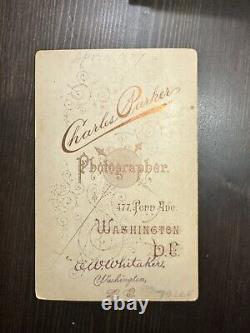 Charles Parker
Photographer.
477, Penn Ave.
WASHINGTON
D.C.
W. Whitaker,
Washington,
D. C.